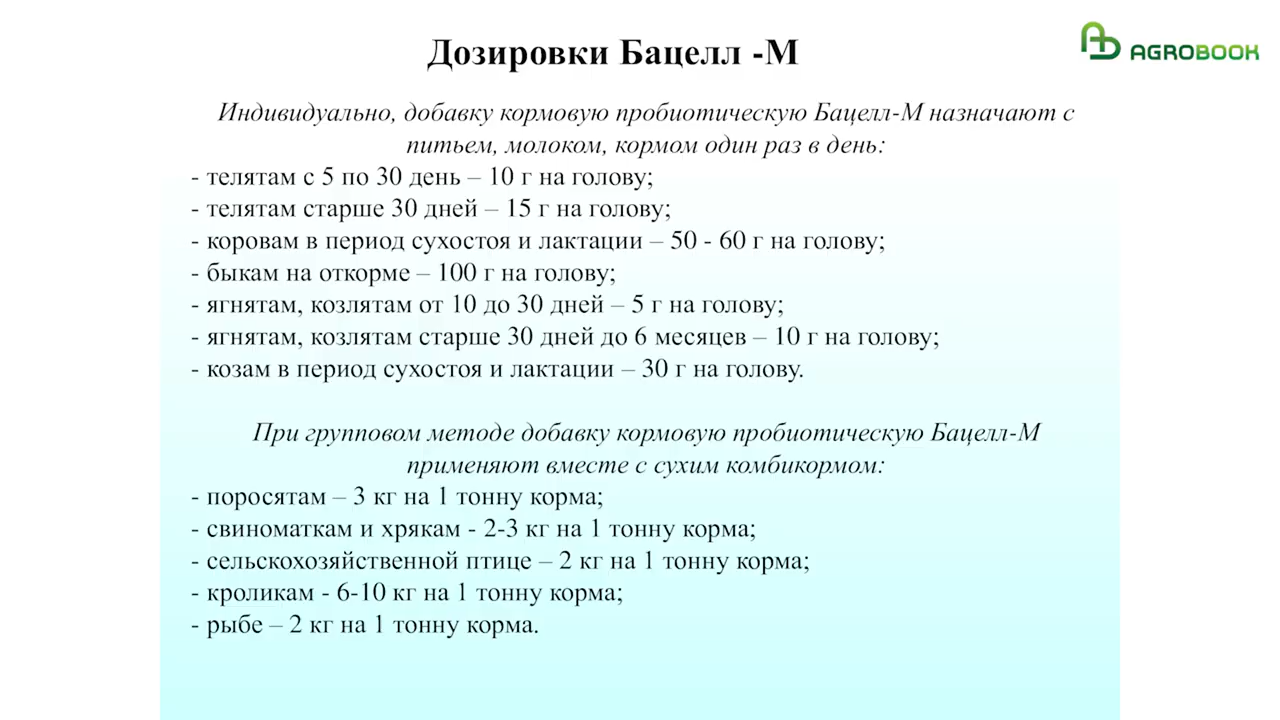 Дозировки Бацелл -М
AGROBOOK
Индивидуально, добавку кормовую пробиотическую Бацелл-М назначают с
питьем, молоком, кормом один раз в день:
- телятам с 5 по 30 день – 10 г на голову;
- телятам старше 30 дней – 15 г на голову;
- коровам в период сухостоя и лактации – 50 - 60 г на голову;
- быкам на откорме – 100 г на голову;
- ягнятам, козлятам от 10 до 30 дней – 5 г на голову;
- ягнятам, козлятам старше 30 дней до 6 месяцев – 10 г на голову;
- козам в период сухостоя и лактации – 30 г на голову.
При групповом методе добавку кормовую пробиотическую Бацелл-М
применяют вместе с сухим комбикормом:
- поросятам – 3 кг на 1 тонну корма;
- свиноматкам и хрякам - 2-3 кг на 1 тонну корма;
- сельскохозяйственной птице – 2 кг на 1 тонну корма;
- кроликам - 6-10 кг на 1 тонну корма;
- рыбе – 2 кг на 1 тонну корма.